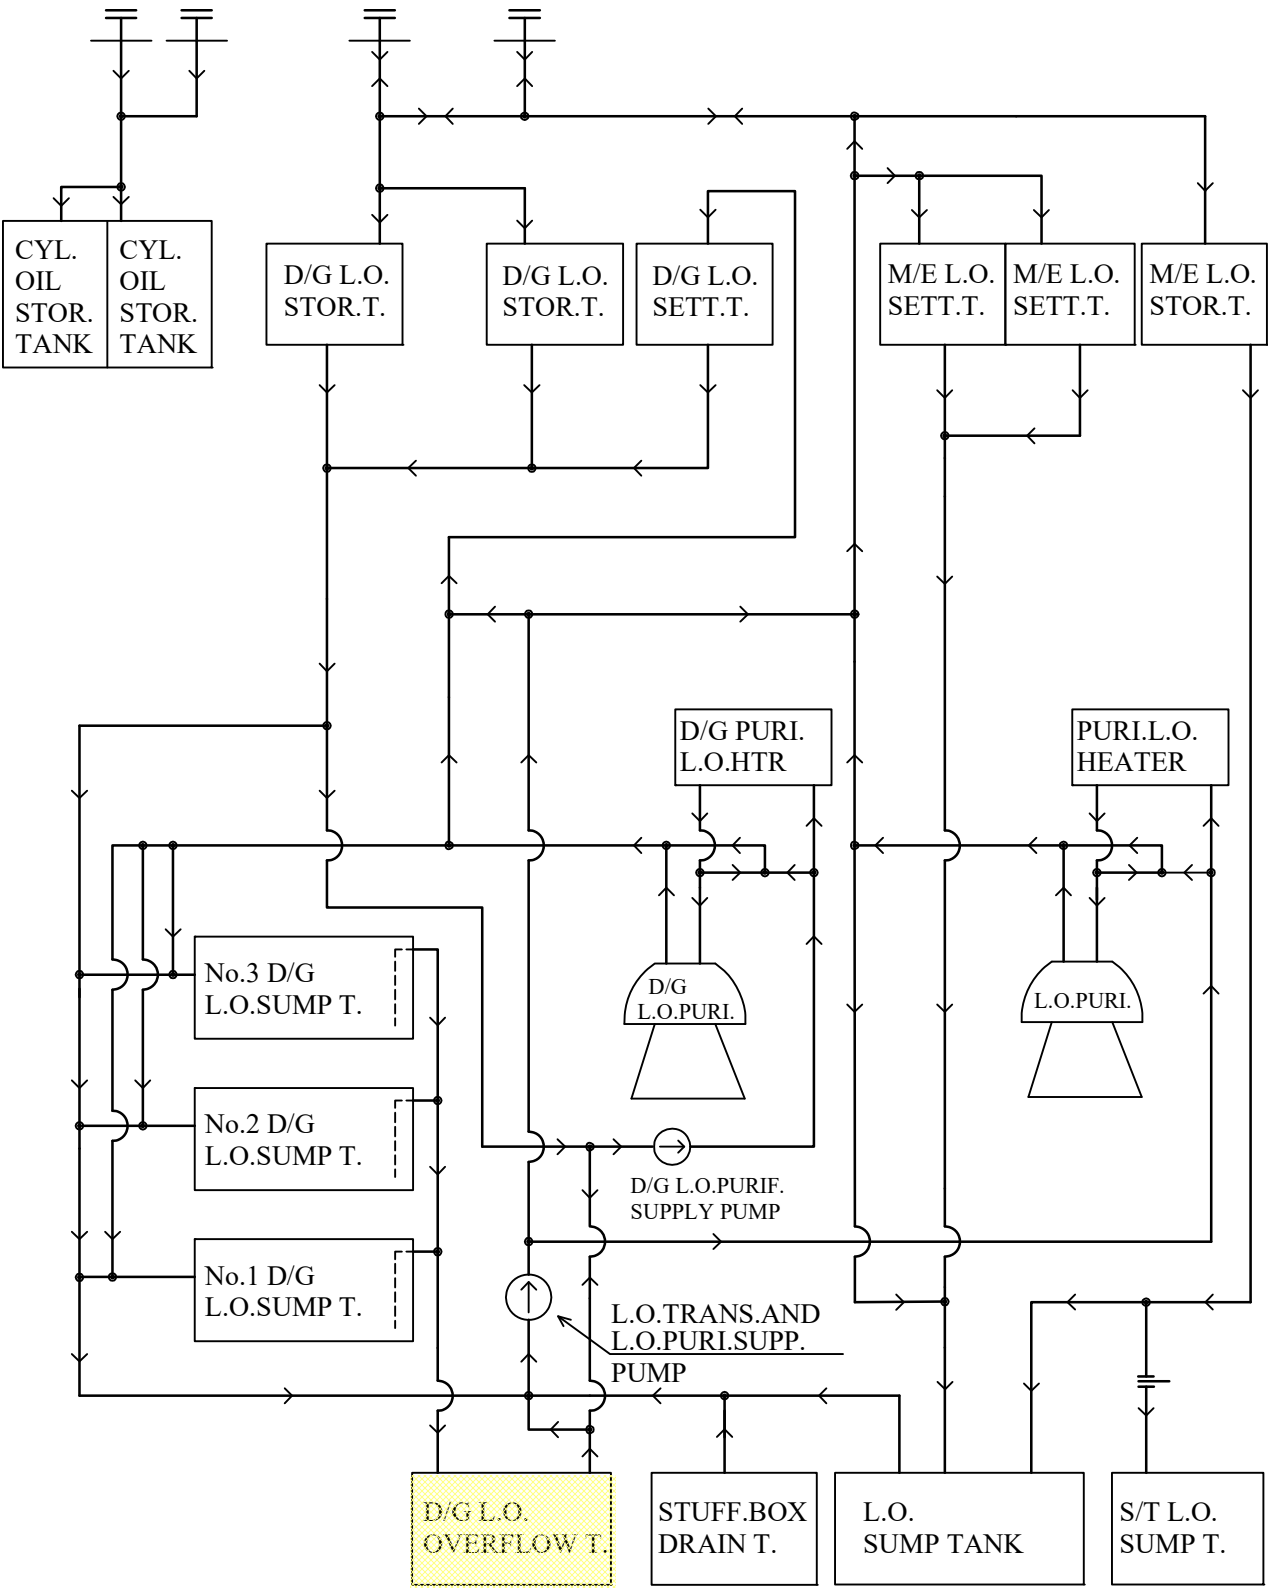 CYL.
OIL
STOR.
TANK
CYL.
OIL
STOR.
TANK
D/G L.O.
STOR.T.
D/G L.O.
STOR.T.
D/G L.O.
SETT.T.
M/E L.O.
SETT.T.
M/E L.O.
SETT.T.
M/E L.O.
STOR.T.
D/G PURI.
L.O.HTR
PURI.L.O.
HEATER
No.3 D/G
L.O.SUMP T.
D/G
L.O.PURI.
L.O.PURI.
No.2 D/G
L.O.SUMP T.
D/G L.O.PURIF.
SUPPLY PUMP
No.1 D/G
L.O.SUMP T.
L.O.TRANS.AND
L.O.PURI.SUPP.
PUMP
D/G L.O.
OVERFLOW T.
STUFF.BOX
DRAIN T.
L.O.
SUMP TANK
S/T L.O.
SUMP T.